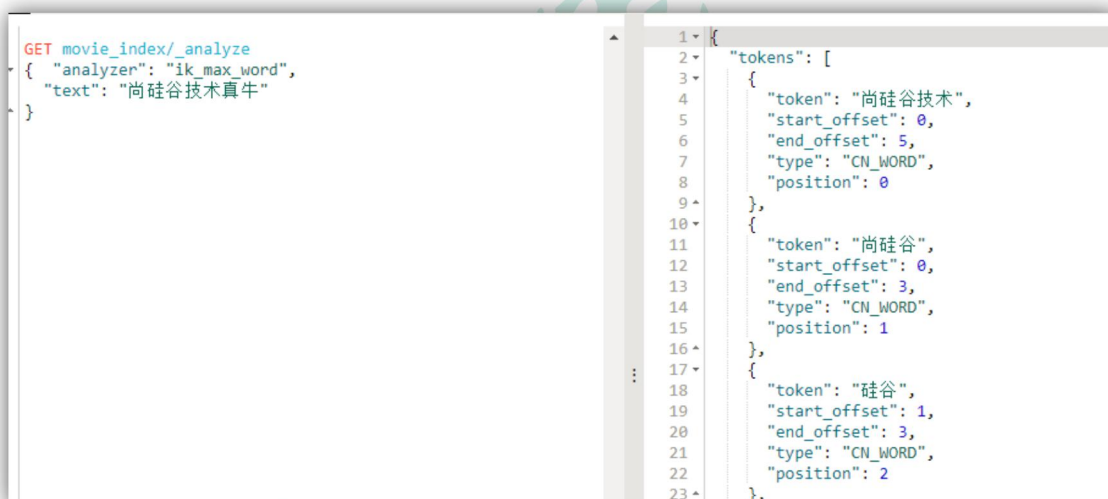 GET movie_index/_analyze
{  "analyzer": "ik_max_word",
  "text": "尚硅谷技术真牛"
}
1 {
2   "tokens": [
3     {
4       "token": "尚硅谷技术",
5       "start_offset": 0,
6       "end_offset": 5,
7       "type": "CN_WORD",
8       "position": 0
9     },
10     {
11       "token": "尚硅谷",
12       "start_offset": 0,
13       "end_offset": 3,
14       "type": "CN_WORD",
15       "position": 1
16     },
17     {
18       "token": "硅谷",
19       "start_offset": 1,
20       "end_offset": 3,
21       "type": "CN_WORD",
22       "position": 2
23     },